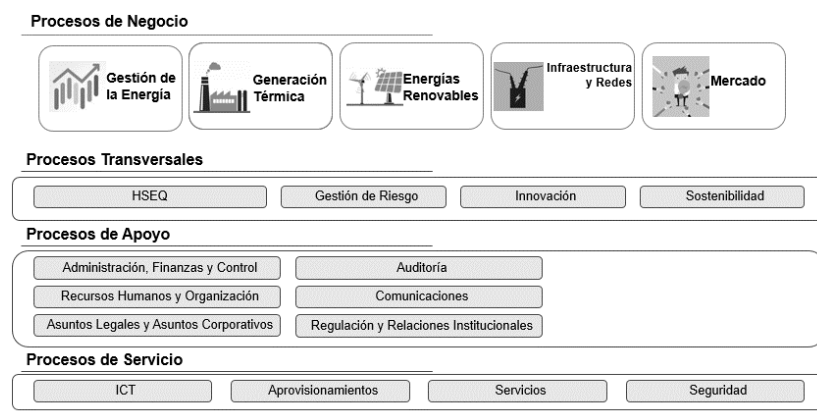 Procesos de Negocio
Gestión de
la Energía
Generación
Térmica
Energías
Renovables
Infraestructura
y Redes
Mercado
Procesos Transversales
HSEQ
Gestión de Riesgo
Innovación
Sostenibilidad
Procesos de Apoyo
Administración, Finanzas y Control
Auditoría
Recursos Humanos y Organización
Comunicaciones
Asuntos Legales y Asuntos Corporativos
Regulación y Relaciones Institucionales
Procesos de Servicio
ICT
Aprovisionamientos
Servicios
Seguridad